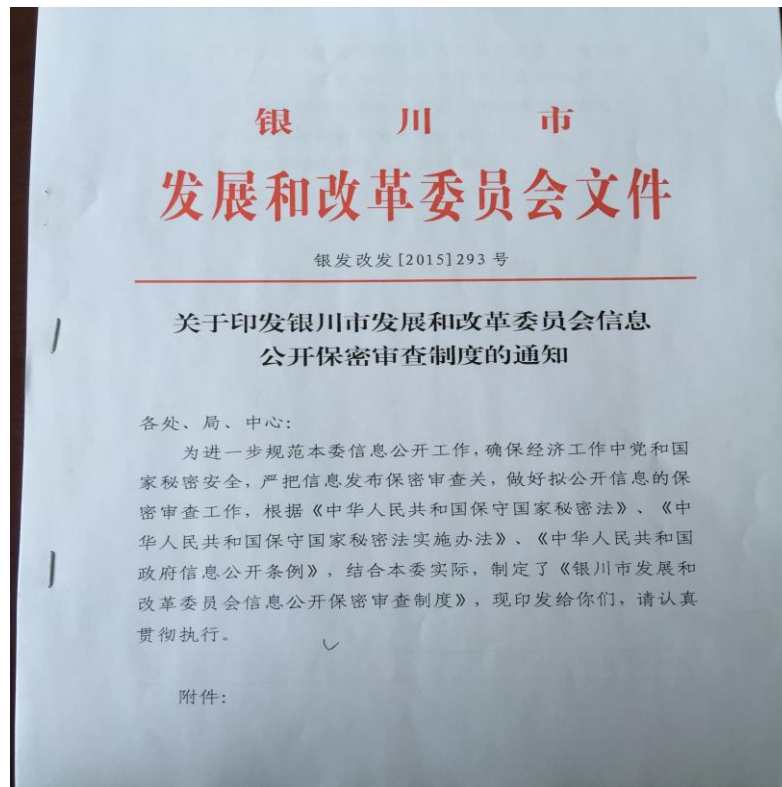 银川市
发展和改革委员会文件
银发改发[2015]293号
关于印发银川市发展和改革委员会信息
公开保密审查制度的通知
各处、局、中心:
为进一步规范本委信息公开工作,确保经济工作中党和国
家秘密安全,严把信息发布保密审查关,做好拟公开信息的保
密审查工作,根据《中华人民共和国保守国家秘密法》、《中
华人民共和国保守国家秘密法实施办法》、《中华人民共和国
政府信息公开条例》,结合本委实际,制定了《银川市发展和
改革委员会信息公开保密审查制度》,现印发给你们,请认真
贯彻执行。
附件: